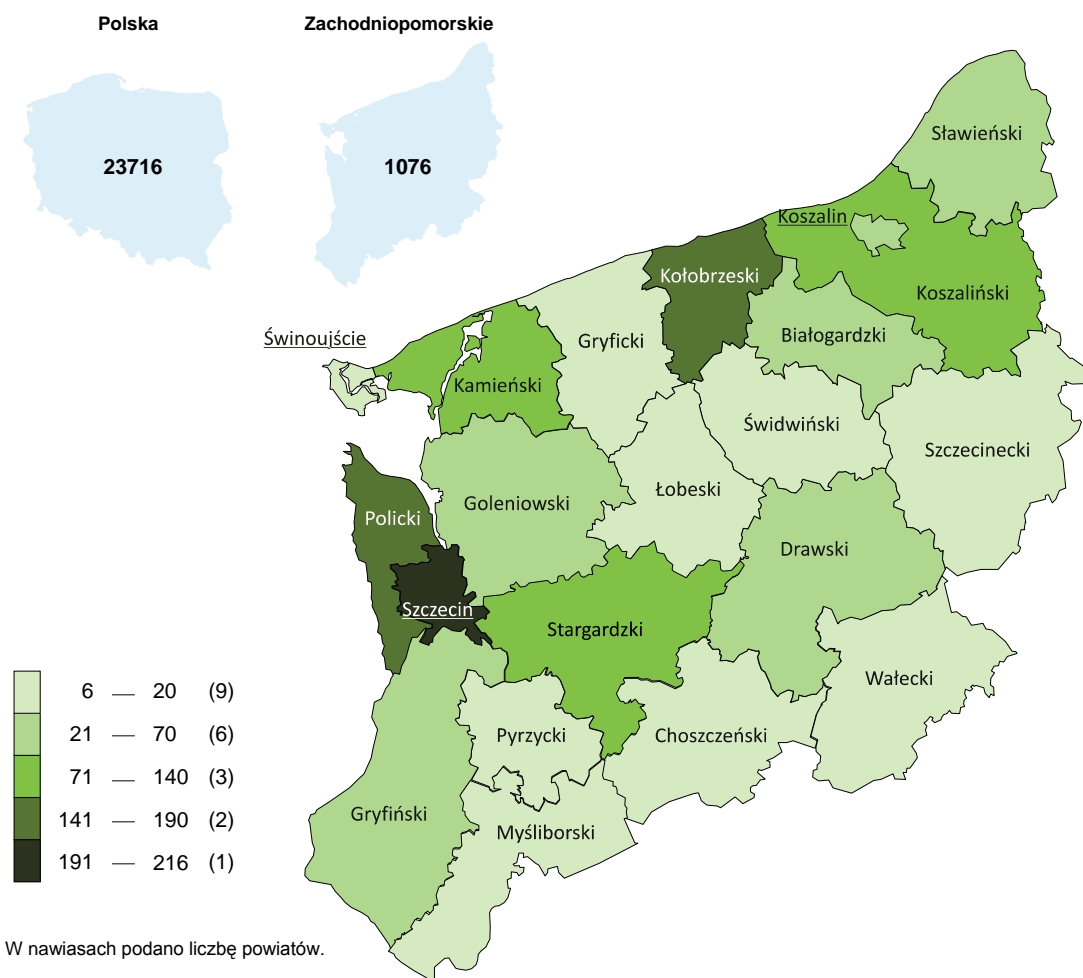 Polska
Zachodniopomorskie
23716
1076
Sławieński
Koszalin
Kołobrzeski
Koszaliński
Świnoujście
Gryficki
Białogardzki
Kamieński
Świdwiński
Szczecinecki
Łobeski
Goleniowski
Policki
Drawski
Szczecin
Stargardzki
Wałecki
Pyrzycki
Choszczeński
Gryfiński
Myśliborski
6 — 20 (9)
21 — 70 (6)
71 — 140 (3)
141 — 190 (2)
191 — 216 (1)
W nawiasach podano liczbę powiatów.